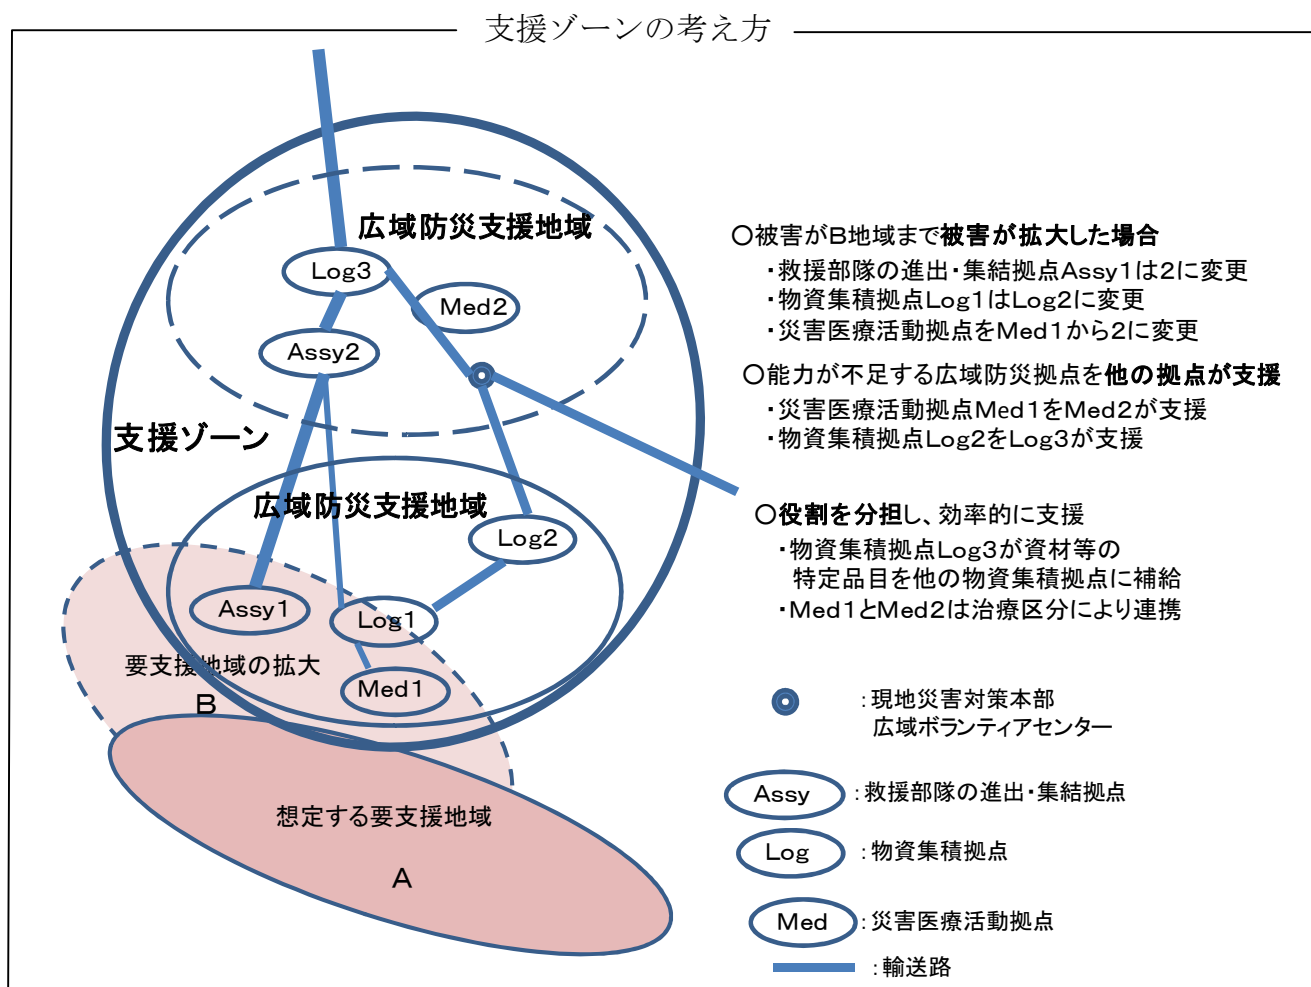 支援ゾーンの考え方
広域防災支援地域
Log3
Med2
Assy2
支援ゾーン
広域防災支援地域
Log2
Assy1
Log1
要支援地域の拡大
Med1
B
想定する要支援地域
A
〇被害がB地域まで被害が拡大した場合
・救援部隊の進出・集結拠点Assy1は2に変更
・物資集積拠点Log1はLog2に変更
・災害医療活動拠点をMed1から2に変更
〇能力が不足する広域防災拠点を他の拠点が支援
・災害医療活動拠点Med1をMed2が支援
・物資集積拠点Log2をLog3が支援
〇役割を分担し、効率的に支援
・物資集積拠点Log3が資材等の
特定品目を他の物資集積拠点に補給
・Med1とMed2は治療区分により連携
：現地災害対策本部
広域ボランティアセンター
Assy ：救援部隊の進出・集結拠点
Log ：物資集積拠点
Med ：災害医療活動拠点
：輸送路